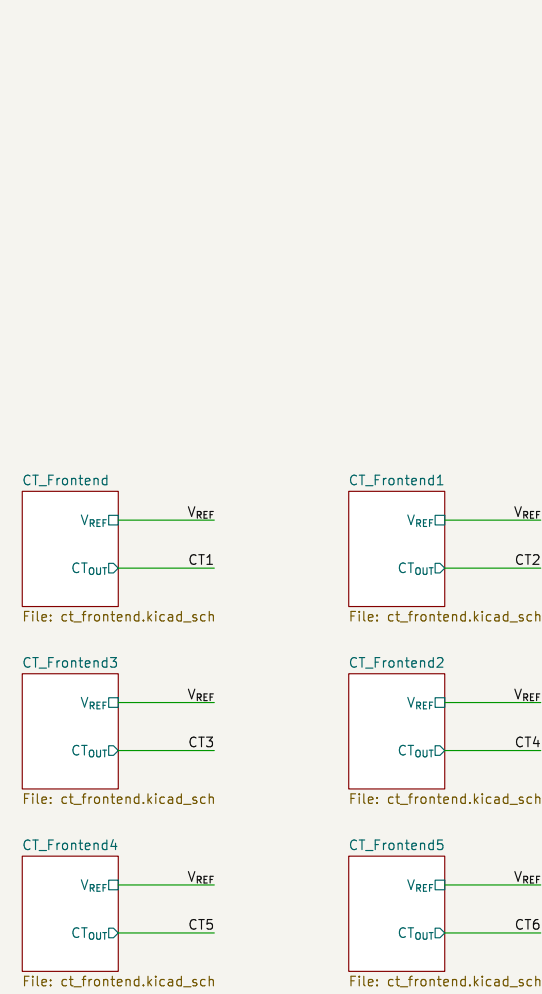 CT_Frontend
VREF
CTOUT
VREF
CT1
File: ct_frontend.kicad_sch
CT_Frontend1
VREF
CTOUT
VREF
CT2
File: ct_frontend.kicad_sch
CT_Frontend3
VREF
CTOUT
VREF
CT3
File: ct_frontend.kicad_sch
CT_Frontend2
VREF
CTOUT
VREF
CT4
File: ct_frontend.kicad_sch
CT_Frontend4
VREF
CTOUT
VREF
CT5
File: ct_frontend.kicad_sch
CT_Frontend5
VREF
CTOUT
VREF
CT6
File: ct_frontend.kicad_sch